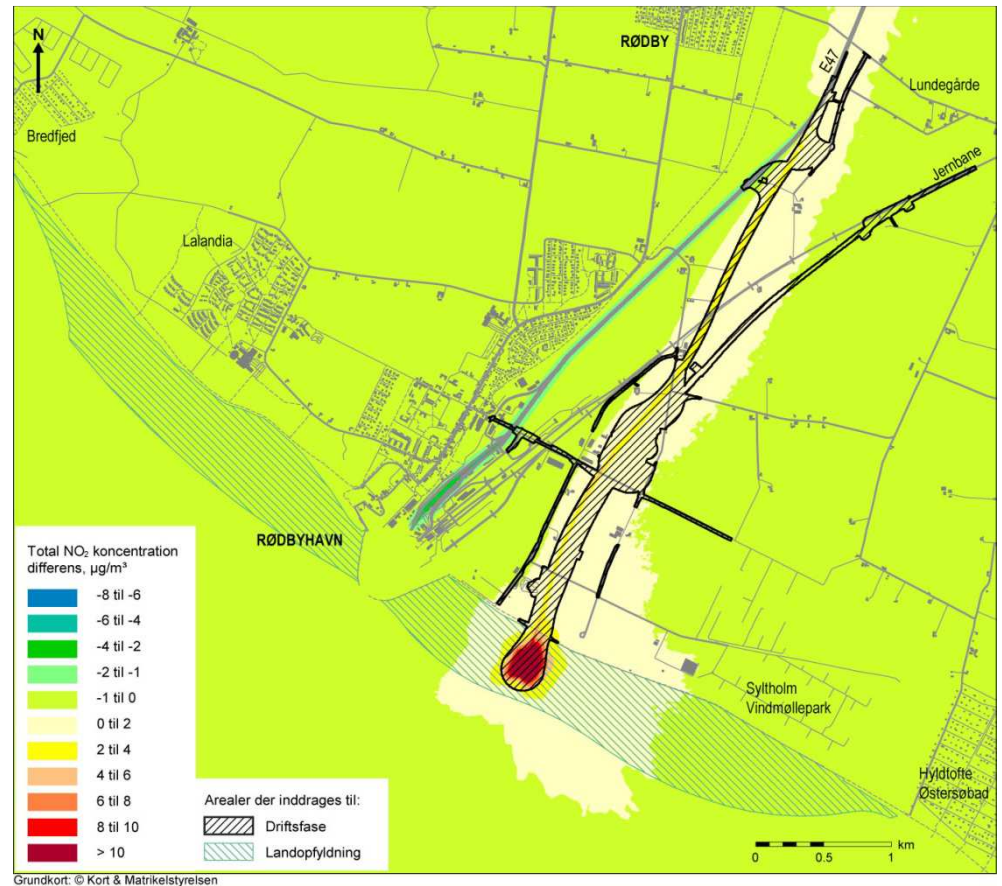 N
RØDBY
E47
Lundegårde
Bredfjed
Jernbane
Lalandia
RØDBYHAVN
Syltholm
Vindmøllepark
Hyldtofte
Østersøbad
Total NO₂ koncentration
differens, µg/m³
-8 til -6
-6 til -4
-4 til -2
-2 til -1
-1 til 0
0 til 2
2 til 4
4 til 6
6 til 8
8 til 10
> 10
Arealer der inddrages til:
Driftsfase
Landopfyldning
km
0 0.5 1
Grundkort: © Kort & Matrikelstyrelsen